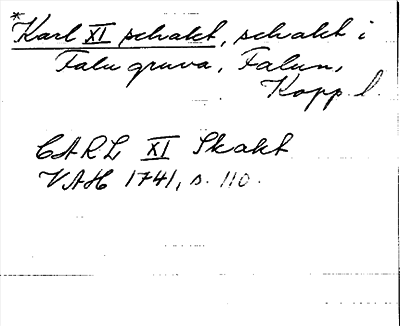 *Karl XI schakt, schakt i
Falu gruva, Falun,
Kopp. l.
CARL XI Skakt
VAH 1741, s. 110.